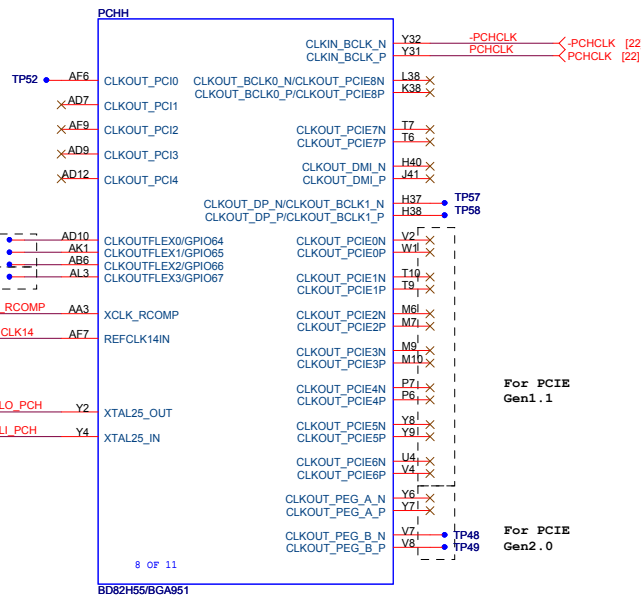 PCHH
CLKIN_BCLK_N Y32 -PCHCLK -PCHCLK [22]
CLKIN_BCLK_P Y31 PCHCLK PCHCLK [22]
TP52 AF6 CLKOUT_PCI0 CLKOUT_BCLK0_N/CLKOUT_PCIE8N L38
CLKOUT_BCLK0_P/CLKOUT_PCIE8P K38
AD7 CLKOUT_PCI1
AF9 CLKOUT_PCI2 CLKOUT_PCIE7N T7
CLKOUT_PCIE7P T6
AD9 CLKOUT_PCI3
CLKOUT_DMI_N H40
AD12 CLKOUT_PCI4 CLKOUT_DMI_P J41
CLKOUT_DP_N/CLKOUT_BCLK1_N H37 TP57
CLKOUT_DP_P/CLKOUT_BCLK1_P H38 TP58
AD10 CLKOUTFLEX0/GPIO64 CLKOUT_PCIE0N V2
AK1 CLKOUTFLEX1/GPIO65 CLKOUT_PCIE0P W1
AB6 CLKOUTFLEX2/GPIO66
AL3 CLKOUTFLEX3/GPIO67 CLKOUT_PCIE1N T10
CLKOUT_PCIE1P T9
_RCOMP AA3 XCLK_RCOMP CLKOUT_PCIE2N M6
CLKOUT_PCIE2P M7
CLK14 AF7 REFCLK14IN
CLKOUT_PCIE3N M9
CLKOUT_PCIE3P M10
CLKOUT_PCIE4N P7 For PCIE
CLKOUT_PCIE4P P6 Gen1.1
LO_PCH Y2 XTAL25_OUT
CLKOUT_PCIE5N Y8
LI_PCH Y4 XTAL25_IN CLKOUT_PCIE5P Y9
CLKOUT_PCIE6N U4
CLKOUT_PCIE6P V4
CLKOUT_PEG_A_N Y6
CLKOUT_PEG_A_P Y7
CLKOUT_PEG_B_N V7 TP48 For PCIE
CLKOUT_PEG_B_P V8 TP49 Gen2.0
8 OF 11
BD82H55/BGA951